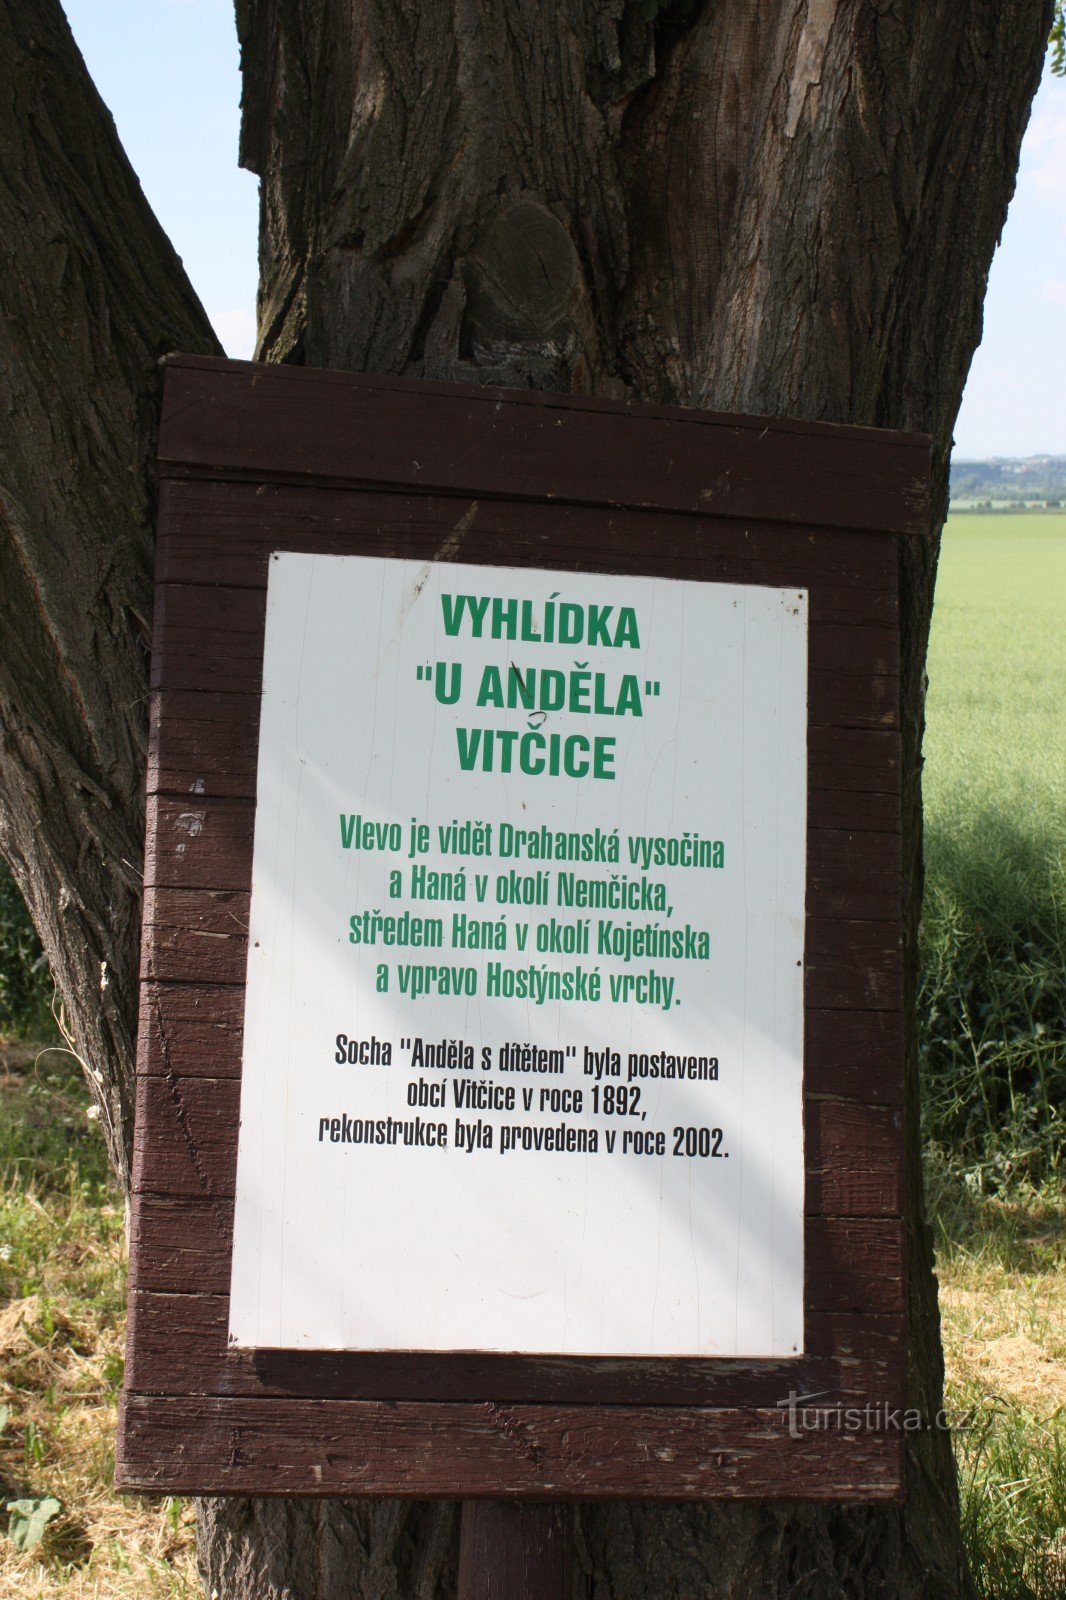 VYHLÍDKA
"U ANDĚLA"
VITČICE
Vlevo je vidět Drahanská vysočina
a Haná v okolí Nemčicka,
středem Haná v okolí Kojetínska
a vpravo Hostýnské vrchy.
Socha "Anděla s dítětem" byla postavena
obcí Vitčice v roce 1892,
rekonstrukce byla provedena v roce 2002.
Turistika.cz